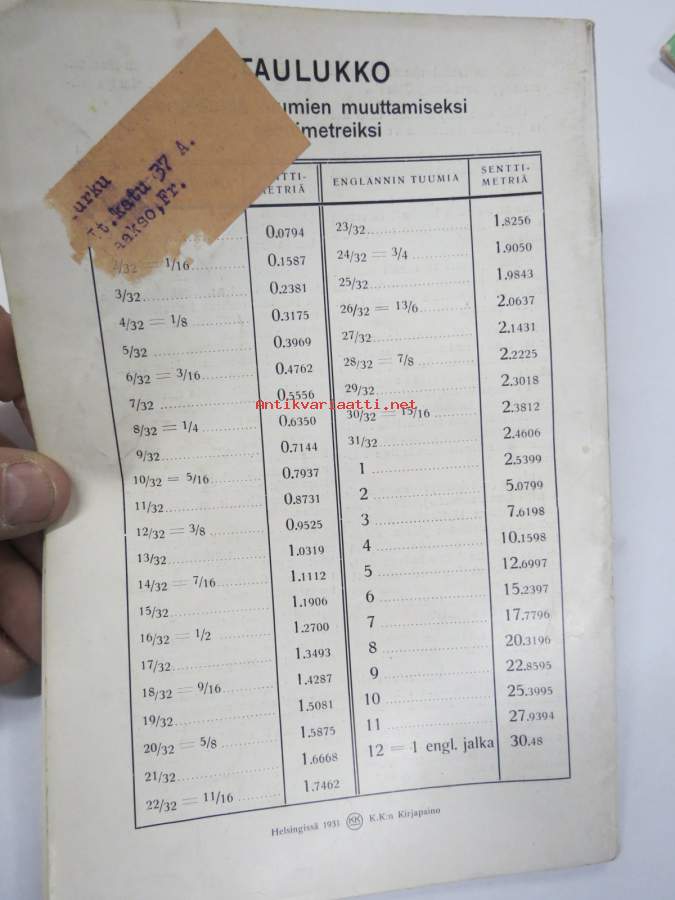 TAULUKKO
umien muuttamiseksi
imetreiksi
urku
t.katu 37 A.
akso,Fr.
TTI-
ETRIÄ
ENGLANNIN TUUMIA
SENTTI-
METRIÄ
0.0794
2/32 = 1/16 0.1587
3/32 0.2381
4/32 = 1/8 0.3175
5/32 0.3969
6/32 = 3/16 0.4762
7/32 0.5556
8/32 = 1/4 0.6350
9/32 0.7144
10/32 = 5/16 0.7937
11/32 0.8731
12/32 = 3/8 0.9525
13/32 1.0319
14/32 = 7/16 1.1112
15/32 1.1906
16/32 = 1/2 1.2700
17/32 1.3493
18/32 = 9/16 1.4287
19/32 1.5081
20/32 = 5/8 1.5875
21/32 1.6668
22/32 = 11/16 1.7462
23/32 1.8256
24/32 = 3/4 1.9050
25/32 1.9843
26/32 = 13/6 2.0637
27/32 2.1431
28/32 = 7/8 2.2225
29/32 2.3018
30/32 = 15/16 2.3812
31/32 2.4606
1 2.5399
2 5.0799
3 7.6198
4 10.1598
5 12.6997
6 15.2397
7 17.7796
8 20.3196
9 22.8595
10 25.3995
11 27.9394
12 = 1 engl. jalka 30.48
Helsingissä 1931 KK K.K:n Kirjapaino
Antikvariaatti.net